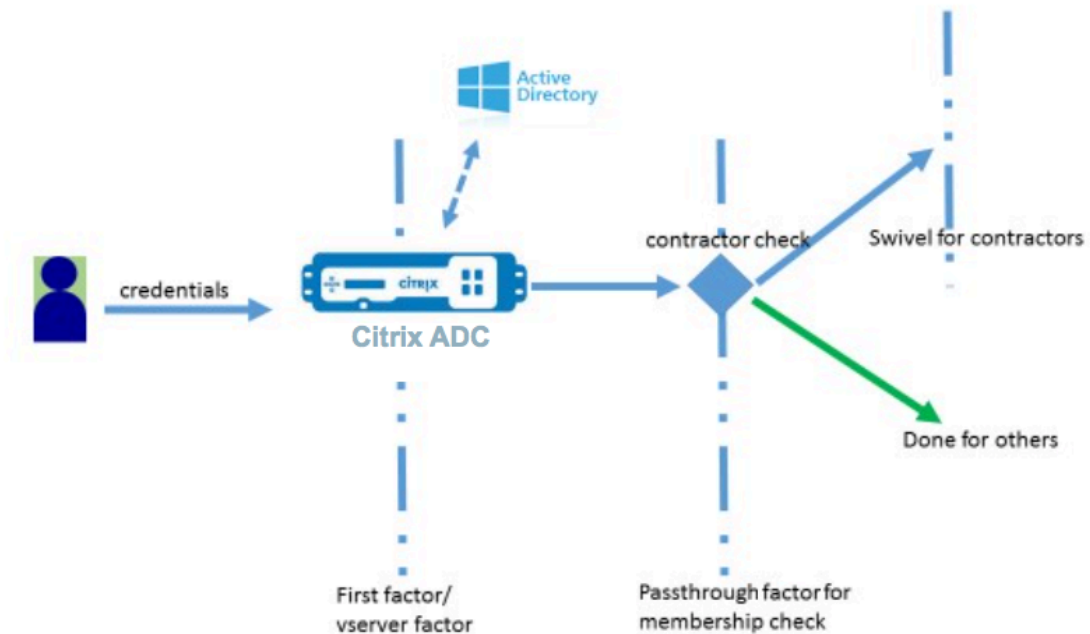 Active
Directory
contractor check
Swivel for contractors
credentials
CITRIX
Citrix ADC
Done for others
First factor/
vserver factor
Passthrough factor for
membership check